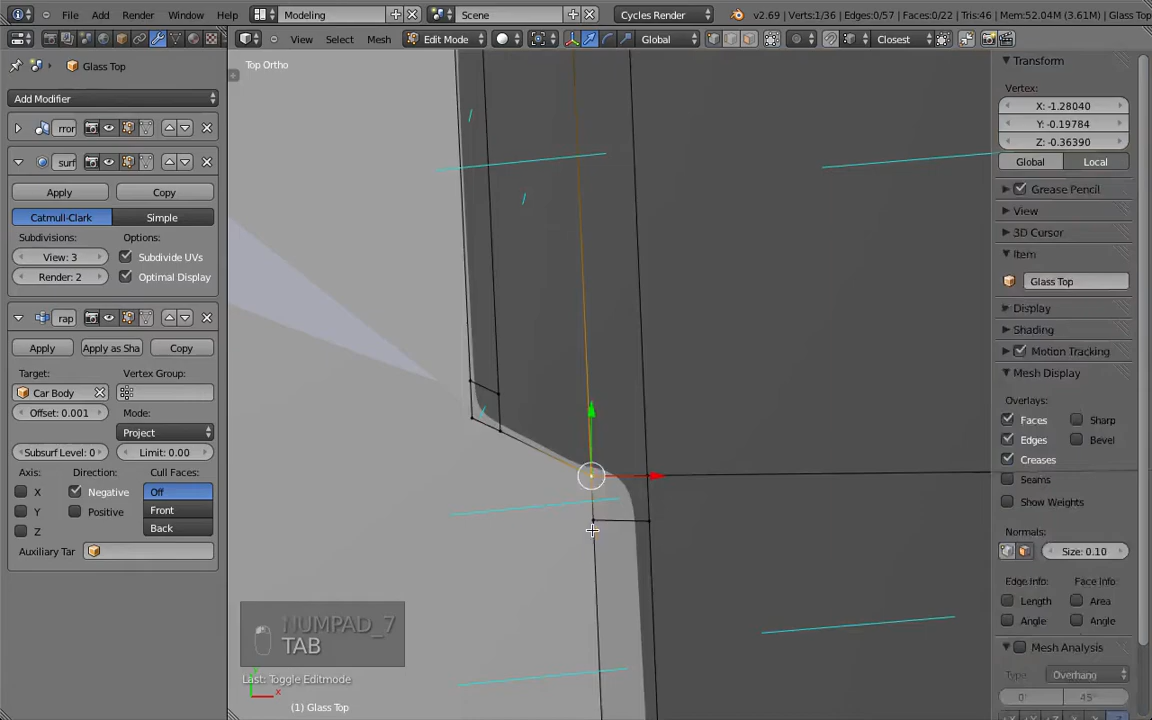 File Add Render Window Help Modeling Scene Cycles Render v2.69 | Verts:1/36 | Edges:0/57 | Faces:0/22 | Tris:46 | Mem:52.04M (3.61M) | Glass Top
View Select Mesh Edit Mode Global Closest
Glass Top
Add Modifier
rror
surf
Apply Copy
Catmull-Clark Simple
Subdivisions: Options:
View: 3 Subdivide UVs
Render: 2 Optimal Display
rap
Apply Apply as Sha Copy
Target: Vertex Group:
Car Body
Offset: 0.001 Mode:
Project
Subsurf Level: 0 Limit: 0.00
Axis: Direction: Cull Faces:
X Negative Off
Y Positive Front
Z Back
Auxiliary Tar
Top Ortho
NUMPAD_7
TAB
Last: Toggle Editmode
(1) Glass Top
x
Transform
Vertex:
X: -1.28040
Y: -0.19784
Z: -0.36390
Global Local
Grease Pencil
View
3D Cursor
Item
Glass Top
Display
Shading
Motion Tracking
Mesh Display
Overlays:
Faces Sharp
Edges Bevel
Creases
Seams
Show Weights
Normals:
Size: 0.10
Edge Info: Face Info:
Length Area
Angle Angle
Mesh Analysis
Type: Overhang
0° 45°